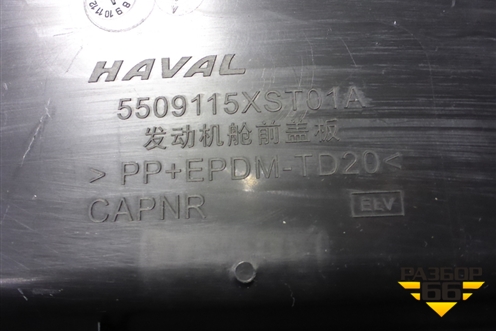 HAVAL
5509115XST01A
发动机舱前盖板
>PP+EPDM-TD20<
CAPNR
ELV
РАЗБОР
66